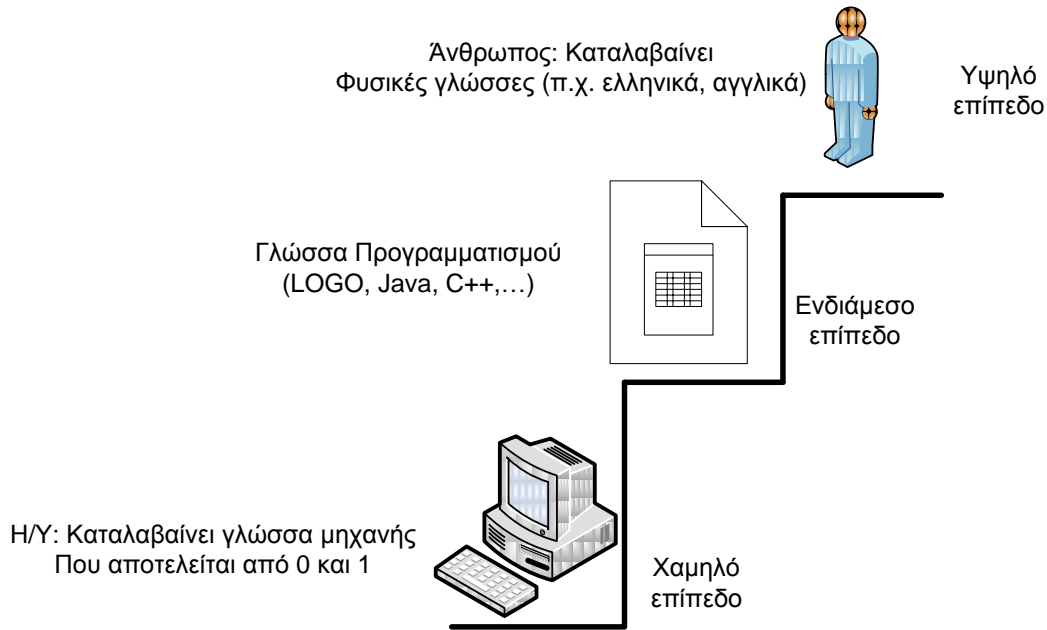 Άνθρωπος: Καταλαβαίνει
Φυσικές γλώσσες (π.χ. ελληνικά, αγγλικά)
Υψηλό
επίπεδο
Γλώσσα Προγραμματισμού
(LOGO, Java, C++,…)
Ενδιάμεσο
επίπεδο
Η/Υ: Καταλαβαίνει γλώσσα μηχανής
Που αποτελείται από 0 και 1
Χαμηλό
επίπεδο